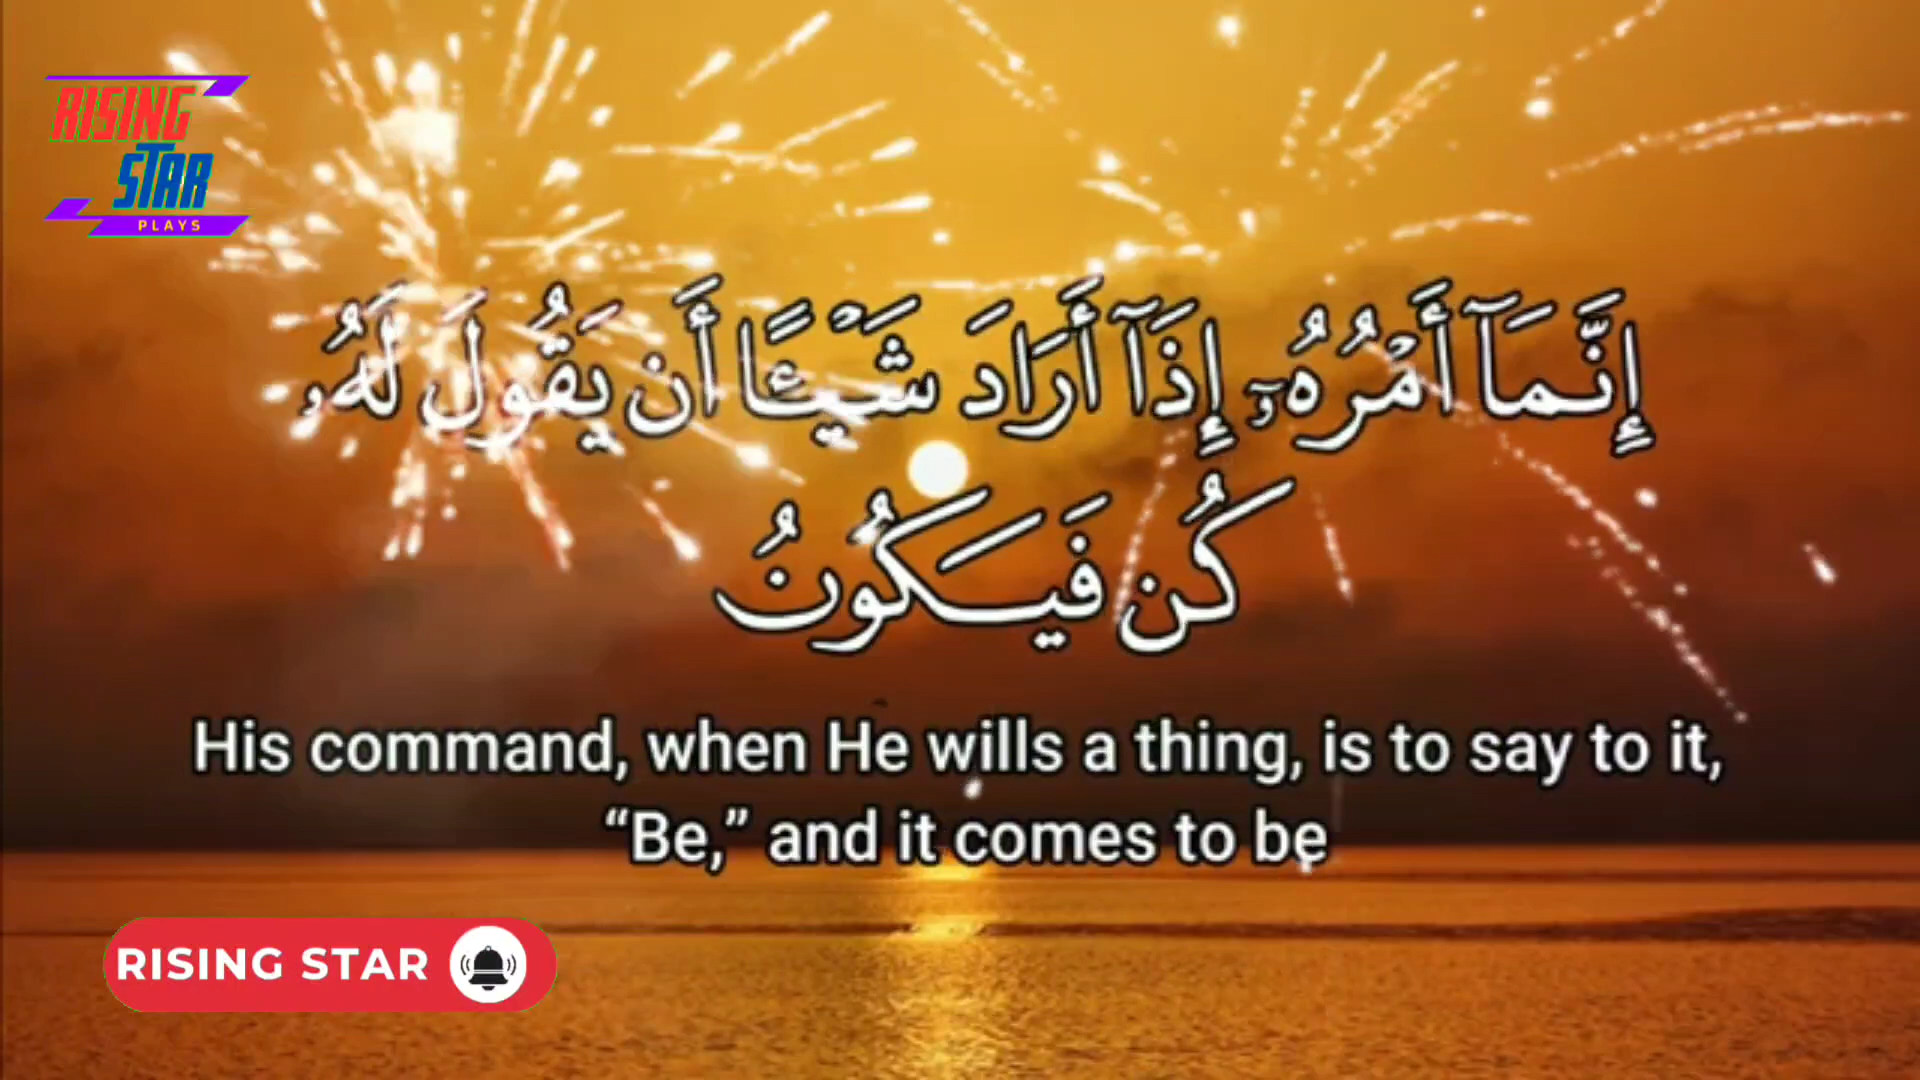 RISING
STAR
PLAYS
إِنَّمَآ أَمْرُهُۥٓ إِذَآ أَرَادَ شَيْـًٔا أَن يَقُولَ لَهُۥ
كُن فَيَكُونُ
His command, when He wills a thing, is to say to it,
“Be,” and it comes to be
RISING STAR